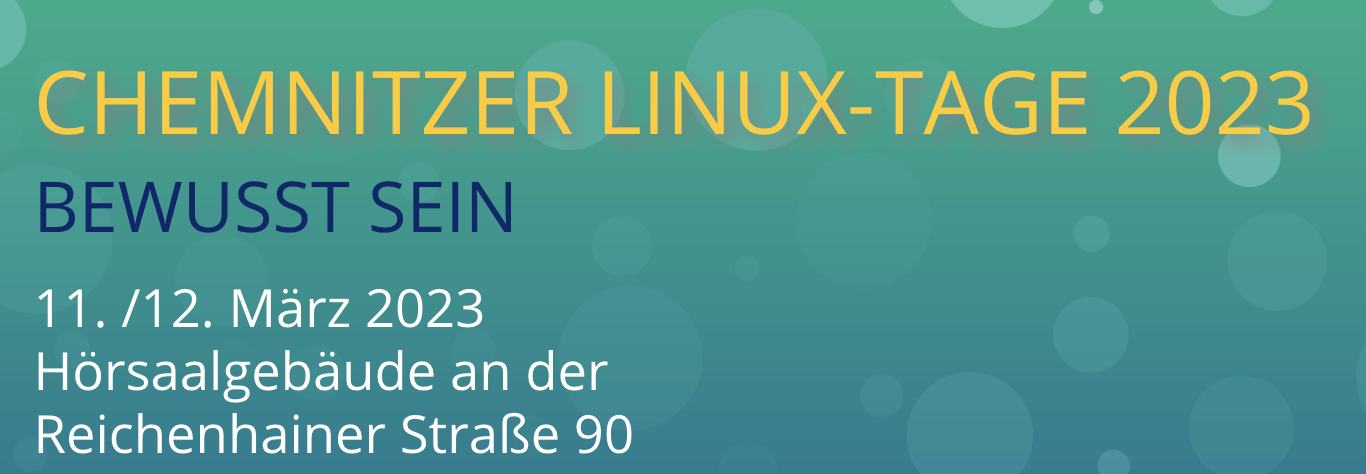 CHEMNITZER LINUX-TAGE 2023
BEWUSST SEIN
11. /12. März 2023
Hörsaalgebäude an der
Reichenhainer Straße 90